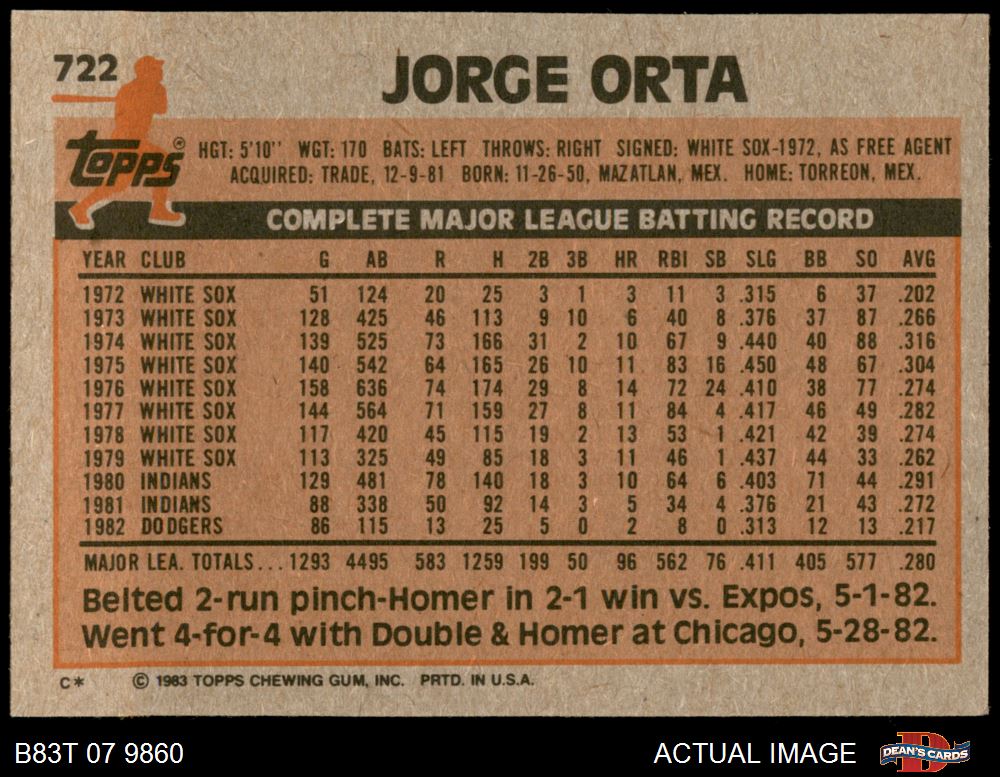 722
JORGE ORTA
Topps®
HGT: 5'10" WGT: 170 BATS: LEFT THROWS: RIGHT SIGNED: WHITE SOX-1972, AS FREE AGENT
ACQUIRED: TRADE, 12-9-81 BORN: 11-26-50, MAZATLAN, MEX. HOME: TORREON, MEX.
COMPLETE MAJOR LEAGUE BATTING RECORD
YEAR CLUB G AB R H 2B 3B HR RBI SB SLG BB SO AVG
1972 WHITE SOX 51 124 20 25 3 1 3 11 3 .315 6 37 .202
1973 WHITE SOX 128 425 46 113 9 10 6 40 8 .376 37 87 .266
1974 WHITE SOX 139 525 73 166 31 2 10 67 9 .440 40 88 .316
1975 WHITE SOX 140 542 64 165 26 10 11 83 16 .450 48 67 .304
1976 WHITE SOX 158 636 74 174 29 8 14 72 24 .410 38 77 .274
1977 WHITE SOX 144 564 71 159 27 8 11 84 4 .417 46 49 .282
1978 WHITE SOX 117 420 45 115 19 2 13 53 1 .421 42 39 .274
1979 WHITE SOX 113 325 49 85 18 3 11 46 1 .437 44 33 .262
1980 INDIANS 129 481 78 140 18 3 10 64 6 .403 71 44 .291
1981 INDIANS 88 338 50 92 14 3 5 34 4 .376 21 43 .272
1982 DODGERS 86 115 13 25 5 0 2 8 0 .313 12 13 .217
MAJOR LEA. TOTALS... 1293 4495 583 1259 199 50 96 562 76 .411 405 577 .280
Belted 2-run pinch-Homer in 2-1 win vs. Expos, 5-1-82.
Went 4-for-4 with Double & Homer at Chicago, 5-28-82.
C* © 1983 TOPPS CHEWING GUM, INC. PRTD. IN U.S.A.
B83T 07 9860 ACTUAL IMAGE DEAN'S CARDS